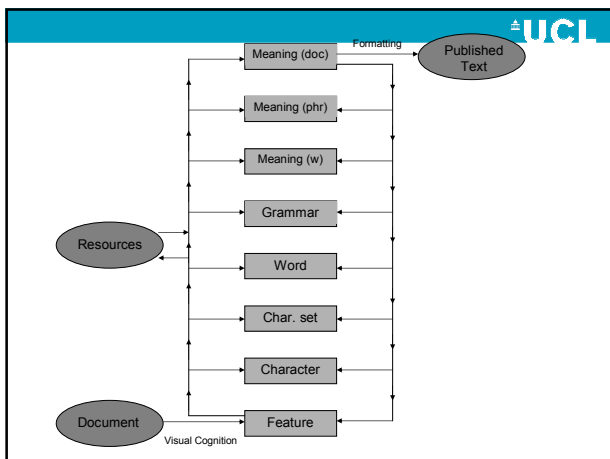 UCL
Formatting
Meaning (doc)
Published
Text
Meaning (phr)
Meaning (w)
Grammar
Resources
Word
Char. set
Character
Document
Feature
Visual Cognition